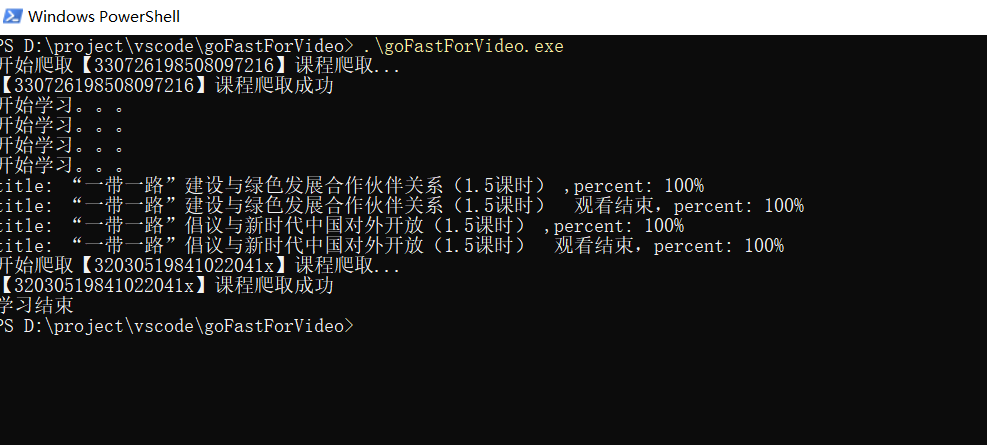 Windows PowerShell
PS D:\project\vscode\goFastForVideo> .\goFastForVideo.exe
开始爬取【330726198508097216】课程爬取...
【330726198508097216】课程爬取成功
开始学习。。。
开始学习。。。
开始学习。。。
开始学习。。。
title: “一带一路”建设与绿色发展合作伙伴关系（1.5课时） ,percent: 100%
title: “一带一路”建设与绿色发展合作伙伴关系（1.5课时）  观看结束，percent: 100%
title: “一带一路”倡议与新时代中国对外开放（1.5课时） ,percent: 100%
title: “一带一路”倡议与新时代中国对外开放（1.5课时）  观看结束，percent: 100%
开始爬取【32030519841022041x】课程爬取...
【32030519841022041x】课程爬取成功
学习结束
PS D:\project\vscode\goFastForVideo>